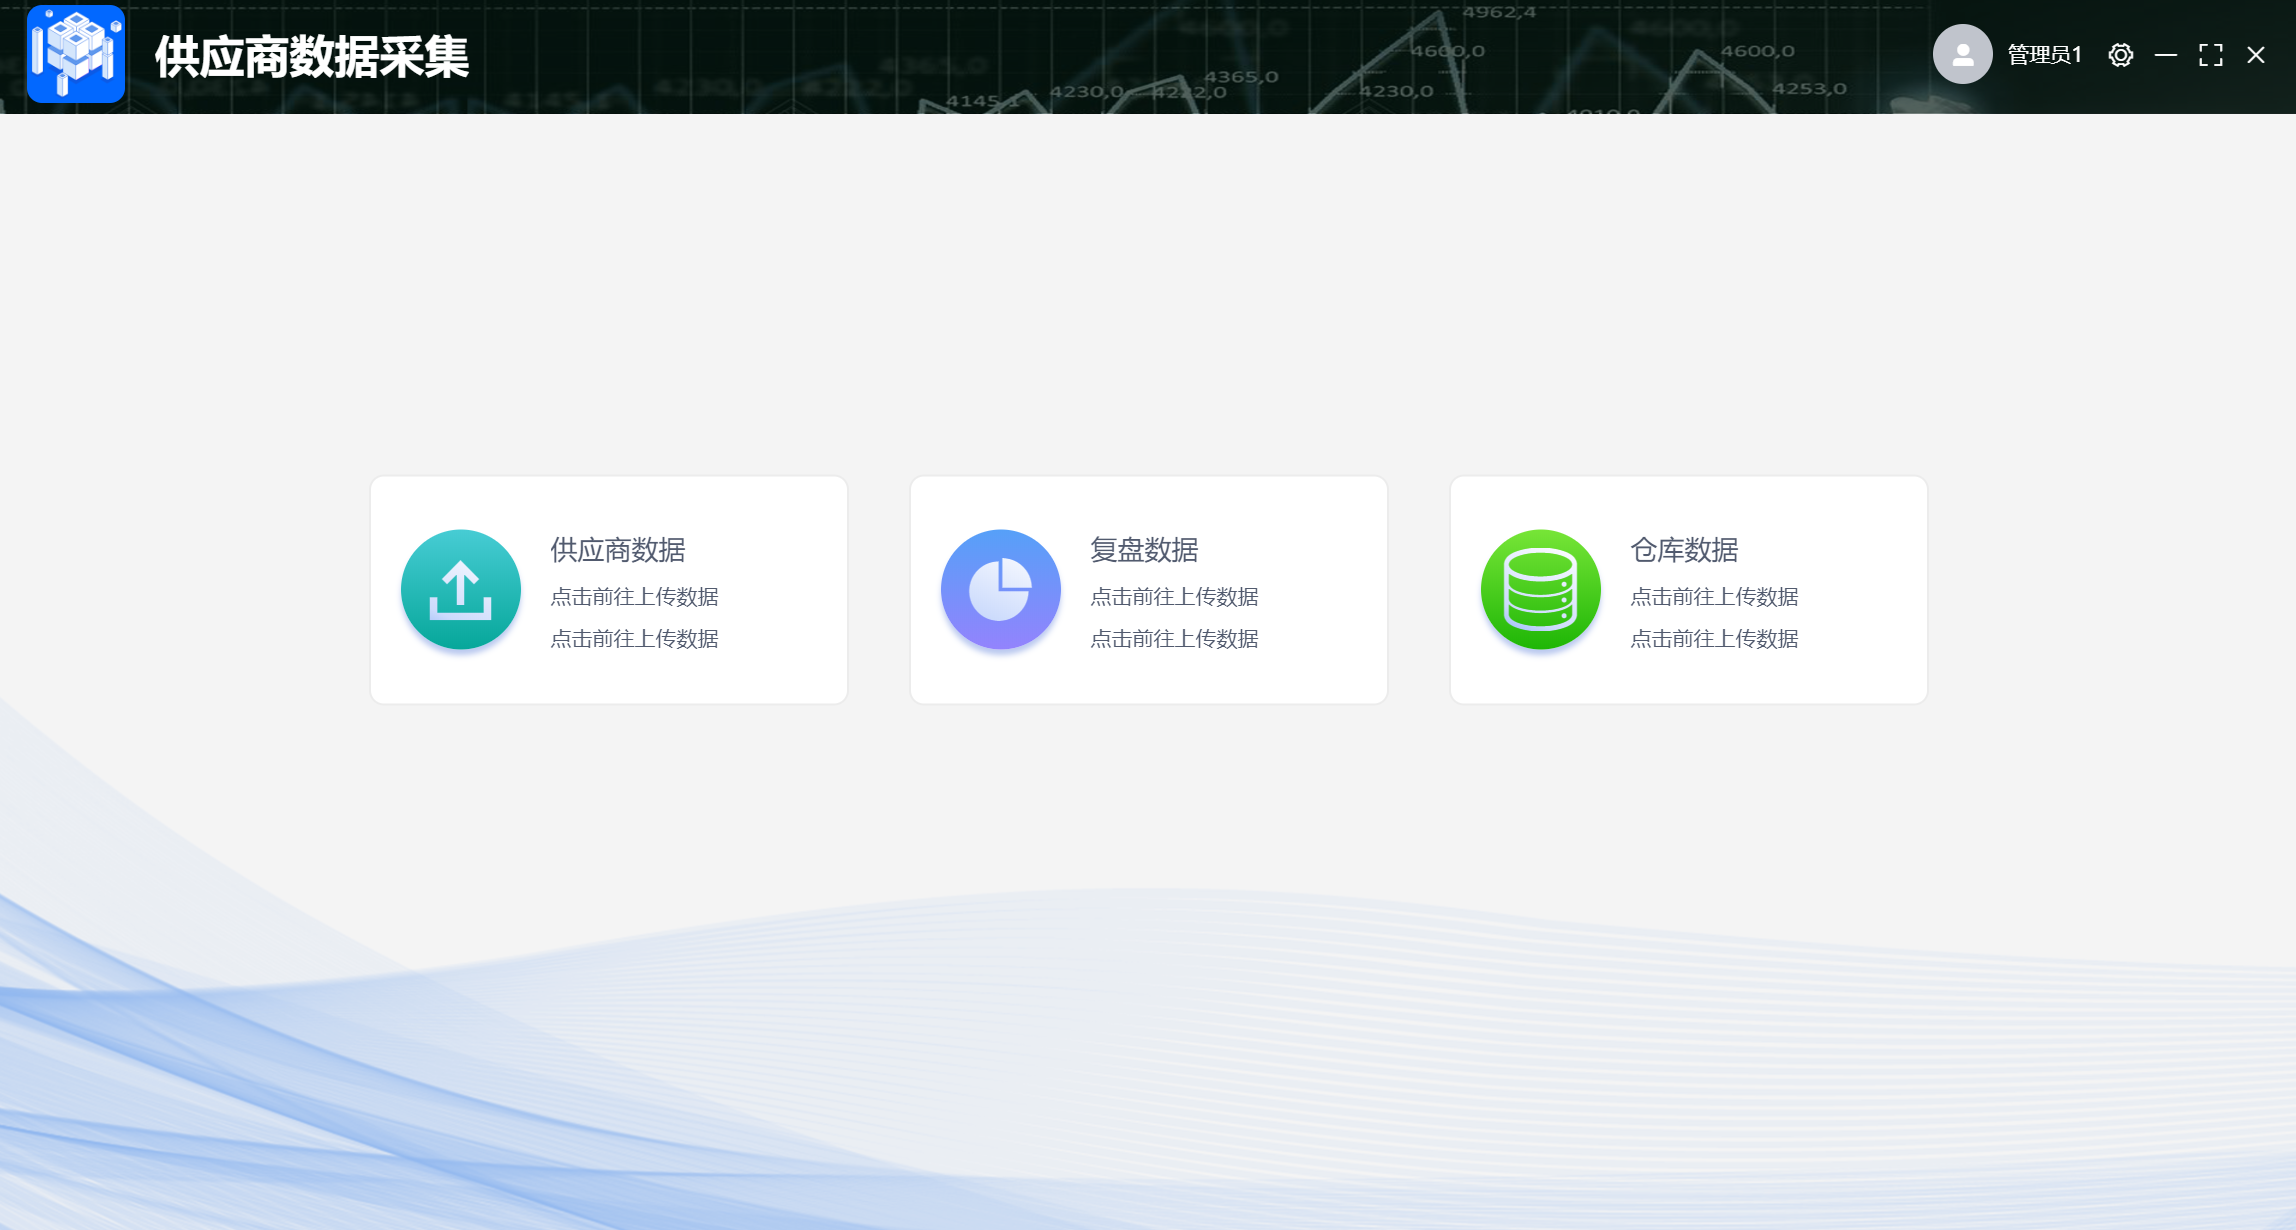 供应商数据采集
4962,4
4600,0
4600,0
4365,0
4230,0
4222,0
4230,0
4253,0
4145,1
管理员1
供应商数据
点击前往上传数据
点击前往上传数据
复盘数据
点击前往上传数据
点击前往上传数据
仓库数据
点击前往上传数据
点击前往上传数据